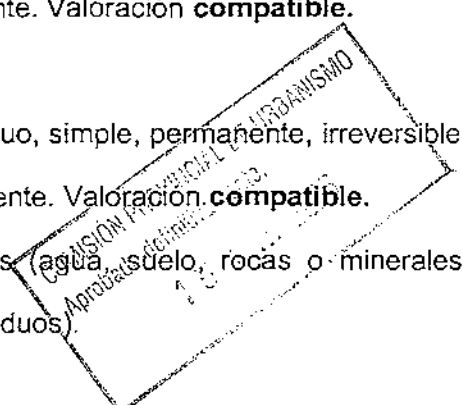 nte. Valoración compatible.
uo, simple, permanente, irreversible
ente. Valoración compatible.
s (agua, suelo, rocas o minerales
duos).
COMISION PROVINCIAL DE URBANISMO
Aprobado